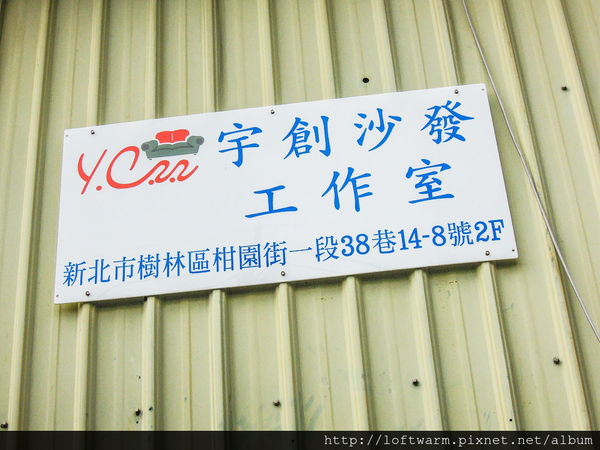 Y.C
宇創沙發
工作室
新北市樹林區柑園街一段38巷14-8號2F
http://loftwarm.pixnet.net/album